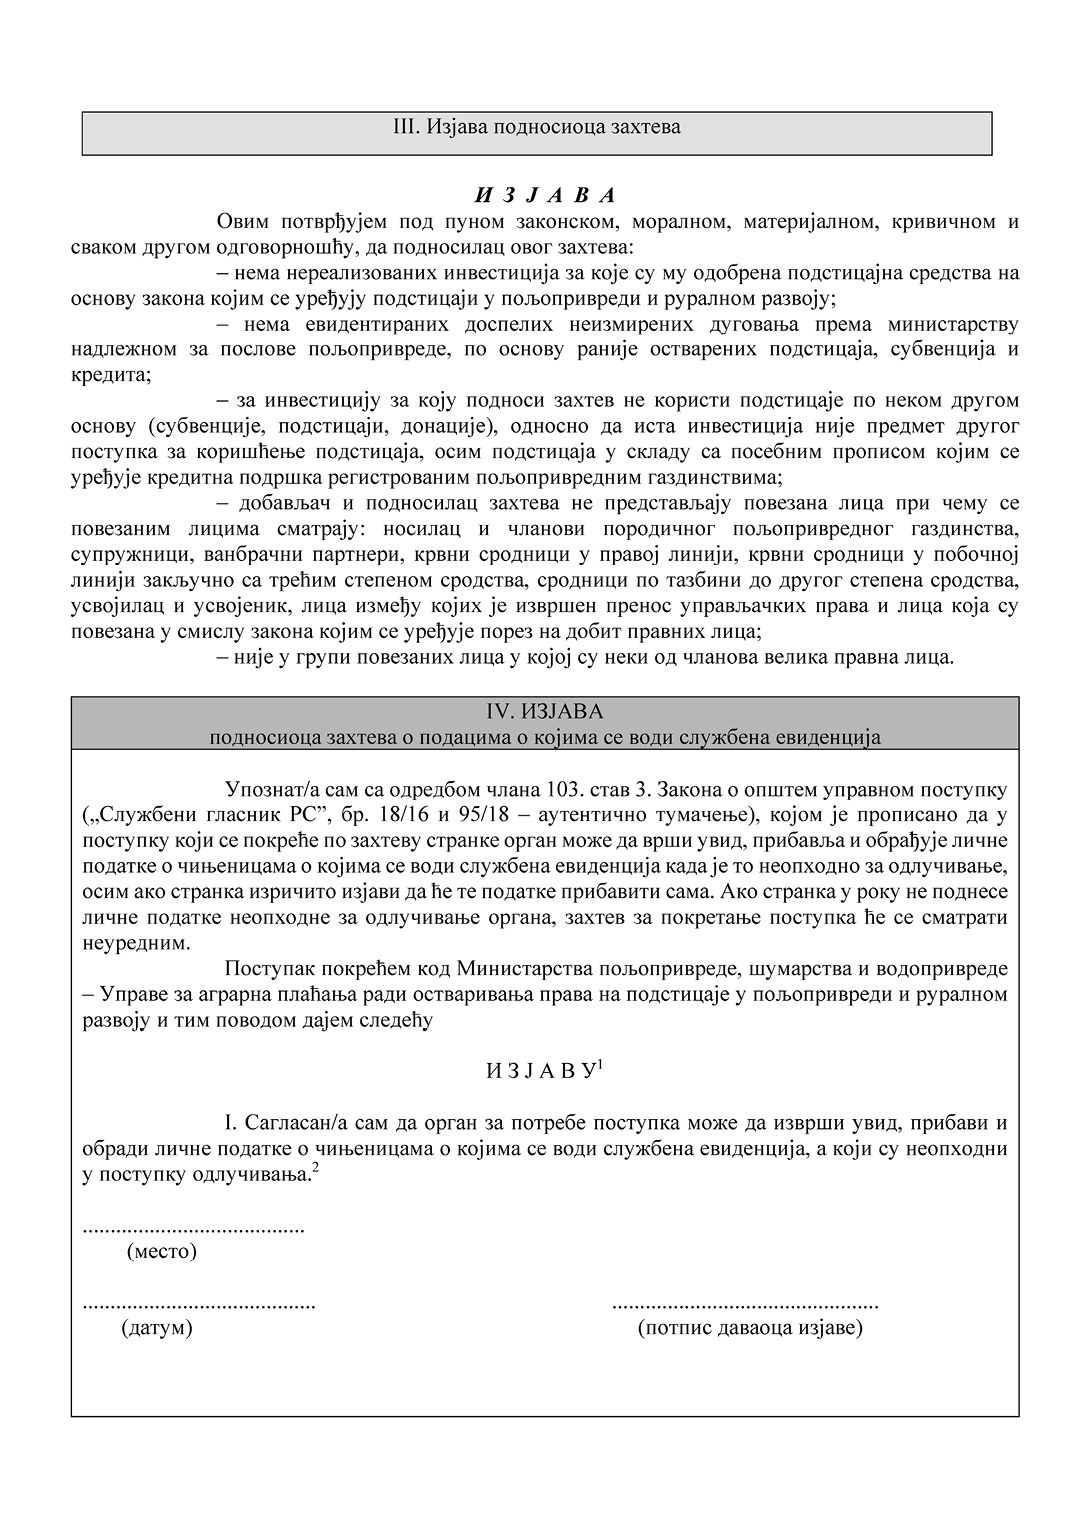 III. Изјава подносиоца захтева
И З Ј А В А
Овим потврђујем под пуном законском, моралном, материјалном, кривичном и
сваком другом одговорношћу, да подносилац овог захтева:
– нема нереализованих инвестиција за које су му одобрена подстицајна средства на
основу закона којим се уређују подстицаји у пољопривреди и руралном развоју;
– нема евидентираних доспелих неизмирених дуговања према министарству
надлежном за послове пољопривреде, по основу раније остварених подстицаја, субвенција и
кредита;
– за инвестицију за коју подноси захтев не користи подстицаје по неком другом
основу (субвенције, подстицаји, донације), односно да иста инвестиција није предмет другог
поступка за коришћење подстицаја, осим подстицаја у складу са посебним прописом којим се
уређује кредитна подршка регистрованим пољопривредним газдинствима;
– добављач и подносилац захтева не представљају повезана лица при чему се
повезаним лицима сматрају: носилац и чланови породичног пољопривредног газдинства,
супружници, ванбрачни партнери, крвни сродници у правој линији, крвни сродници у побочној
линији закључно са трећим степеном сродства, сродници по тазбини до другог степена сродства,
усвојилац и усвојеник, лица између којих је извршен пренос управљачких права и лица која су
повезана у смислу закона којим се уређује порез на добит правних лица;
– није у групи повезаних лица у којој су неки од чланова велика правна лица.
IV. ИЗЈАВА
подносиоца захтева о подацима о којима се води службена евиденција
Упознат/а сам са одредбом члана 103. став 3. Закона о општем управном поступку
(„Службени гласник РС”, бр. 18/16 и 95/18 – аутентично тумачење), којом је прописано да у
поступку који се покреће по захтеву странке орган може да врши увид, прибавља и обрађује личне
податке о чињеницама о којима се води службена евиденција када је то неопходно за одлучивање,
осим ако странка изричито изјави да ће те податке прибавити сама. Ако странка у року не поднесе
личне податке неопходне за одлучивање органа, захтев за покретање поступка ће се сматрати
неуредним.
Поступак покрећем код Министарства пољопривреде, шумарства и водопривреде
– Управе за аграрна плаћања ради остваривања права на подстицаје у пољопривреди и руралном
развоју и тим поводом дајем следећу
И З Ј А В У¹
I. Сагласан/а сам да орган за потребе поступка може да изврши увид, прибави и
обради личне податке о чињеницама о којима се води службена евиденција, а који су неопходни
у поступку одлучивања.²
........................................
(место)
..........................................
................................................
(датум)
(потпис даваоца изјаве)